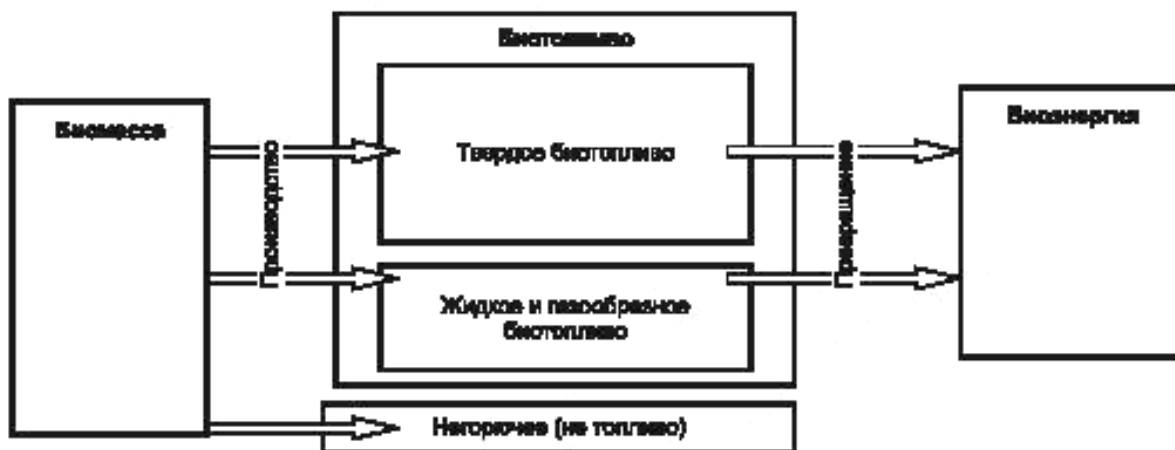 Биотопливо
Биомасса
Биоэнергия
Производство
Твердое биотопливо
Превращение
Жидкое и газообразное
биотопливо
Негорючее (не топливо)